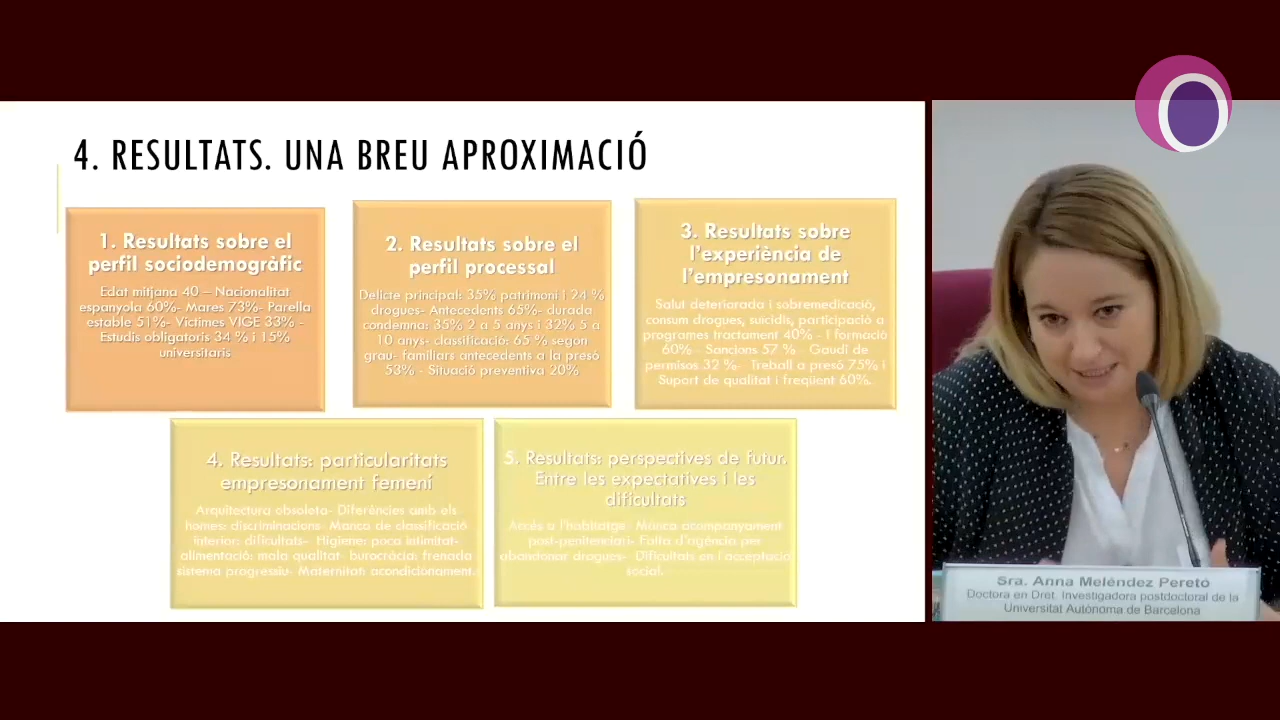 4. RESULTATS. UNA BREU APROXIMACIÓ
1. Resultats sobre el
perfil sociodemogràfic
Edat mitjana 40 – Nacionalitat
espanyola 60%- Mares 73%- Parella
estable 51%- Víctimes VIGE 33% -
Estudis obligatoris 34 % i 15%
universitaris
2. Resultats sobre el
perfil processal
Delicte principal: 35% patrimoni i 24 %
drogues- Antecedents 65%- durada
condemna: 35% 2 a 5 anys i 32% 5 a
10 anys- classificació: 65 % segon
grau- familiars antecedents a la presó
53% - Situació preventiva 20%
3. Resultats sobre
l'experiència de
l'empresonament
Salut deteriorada i sobremedicació,
consum drogues, suïcidis, participació a
programes tractament 40% - i formació
60% - Sancions 57 % - Gaudi de
permisos 32 %- Treball a presó 75% i
Suport de qualitat i freqüent 60%.
4. Resultats: particularitats
empresonament femení
Arquitectura obsoleta- Diferències amb els
homes: discriminacions- Manca de classificació
interior: dificultats- Higiene: poca intimitat-
alimentació: mala qualitat- burocràcia: frenada
sistema progressiu- Maternitat: acondicionament.
5. Resultats: perspectives de futur.
Entre les expectatives i les
dificultats
Accés a l'habitatge- Manca acompanyament
post-penitenciari- Falta d'agència per
abandonar drogues- Dificultats en l'acceptació
social.
Sra. Anna Meléndez Peretó
Doctora en Dret. Investigadora postdoctoral de la
Universitat Autònoma de Barcelona